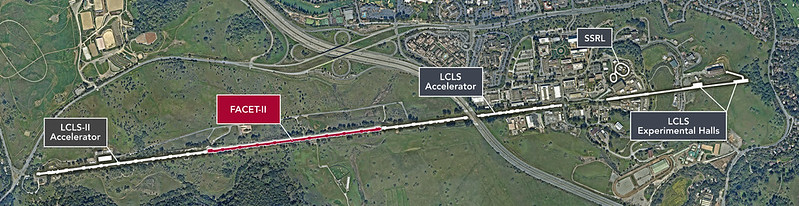 SSRL
LCLS
Accelerator
FACET-II
LCLS-II
Accelerator
LCLS
Experimental Halls